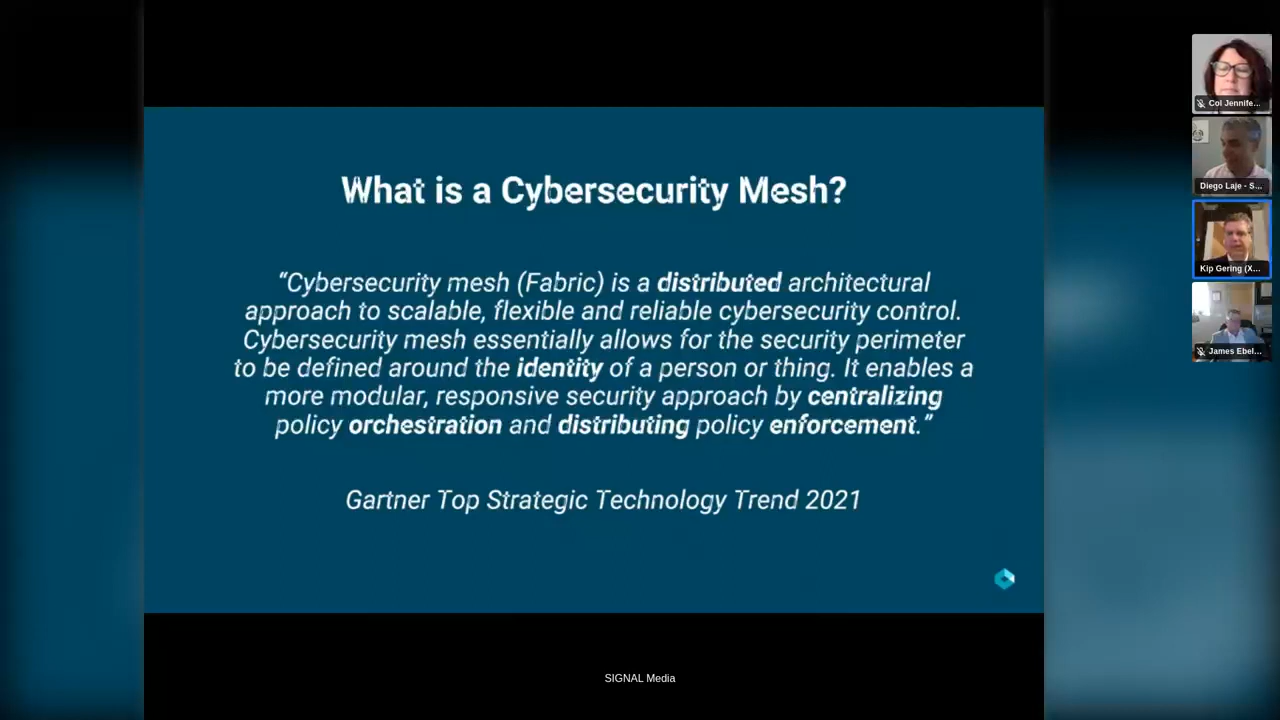 What is a Cybersecurity Mesh?
“Cybersecurity mesh (Fabric) is a distributed architectural
approach to scalable, flexible and reliable cybersecurity control.
Cybersecurity mesh essentially allows for the security perimeter
to be defined around the identity of a person or thing. It enables a
more modular, responsive security approach by centralizing
policy orchestration and distributing policy enforcement.”
Gartner Top Strategic Technology Trend 2021
SIGNAL Media
Col Jennife...
Diego Laje - S...
Kip Gering (X...
James Ebel...